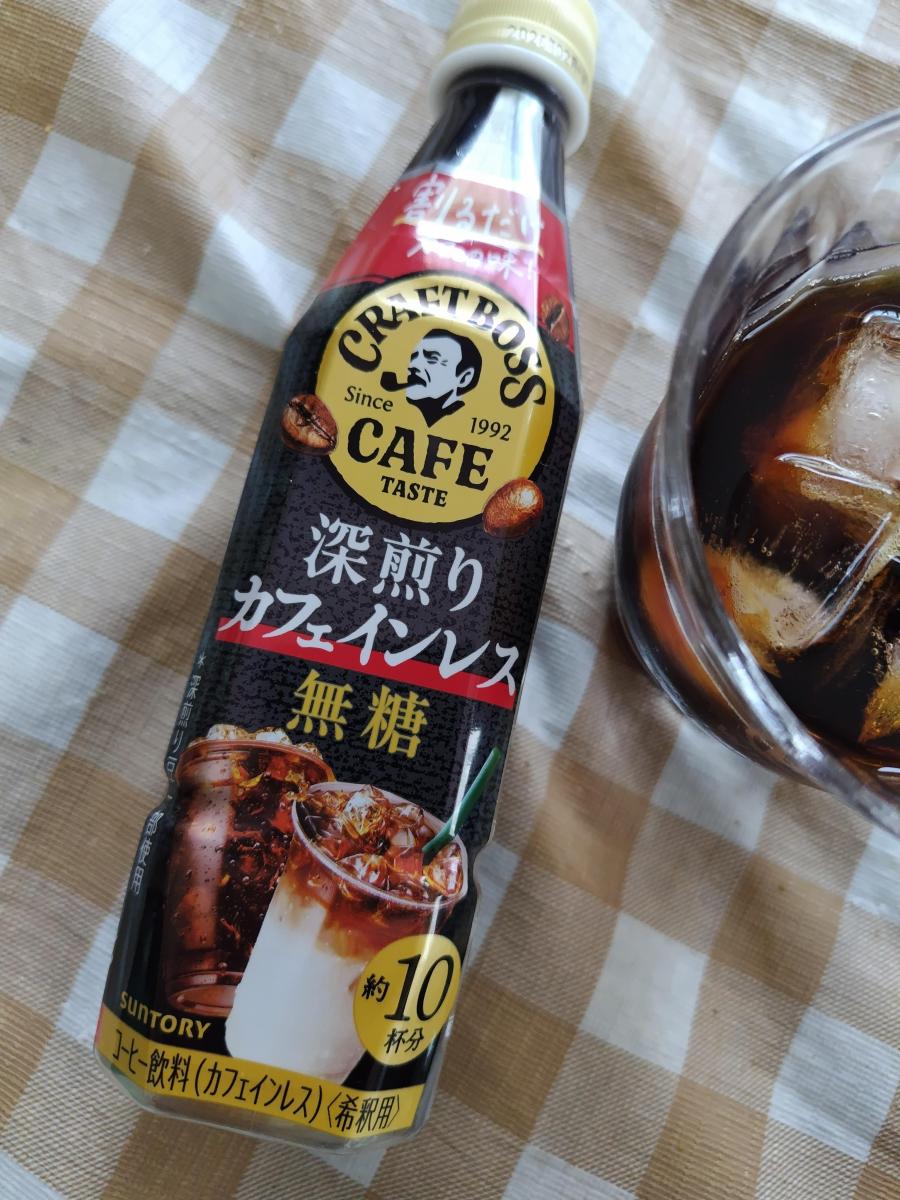 割るだけ
CRAFT BOSS
Since
1992
CAFE
TASTE
深煎り
カフェインレス
無糖
約10
杯分
SUNTORY
コーヒー飲料(カフェインレス)〈希釈用〉